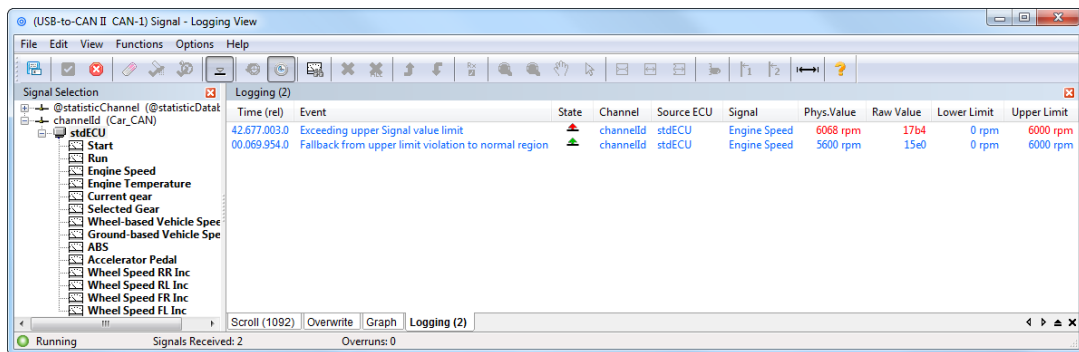 (USB-to-CAN II CAN-1) Signal - Logging View
File Edit View Functions Options Help
Signal Selection
@statisticChannel (@statisticDatab
channelId (Car_CAN)
stdECU
Start
Run
Engine Speed
Engine Temperature
Current gear
Selected Gear
Wheel-based Vehicle Spee
Ground-based Vehicle Spe
ABS
Accelerator Pedal
Wheel Speed RR Inc
Wheel Speed RL Inc
Wheel Speed FR Inc
Wheel Speed FL Inc
Logging (2)
Time (rel) Event State Channel Source ECU Signal Phys.Value Raw Value Lower Limit Upper Limit
42.677.003.0 Exceeding upper Signal value limit channelId stdECU Engine Speed 6068 rpm 17b4 0 rpm 6000 rpm
00.069.954.0 Fallback from upper limit violation to normal region channelId stdECU Engine Speed 5600 rpm 15e0 0 rpm 6000 rpm
Scroll (1092) Overwrite Graph Logging (2)
Running Signals Received: 2 Overruns: 0